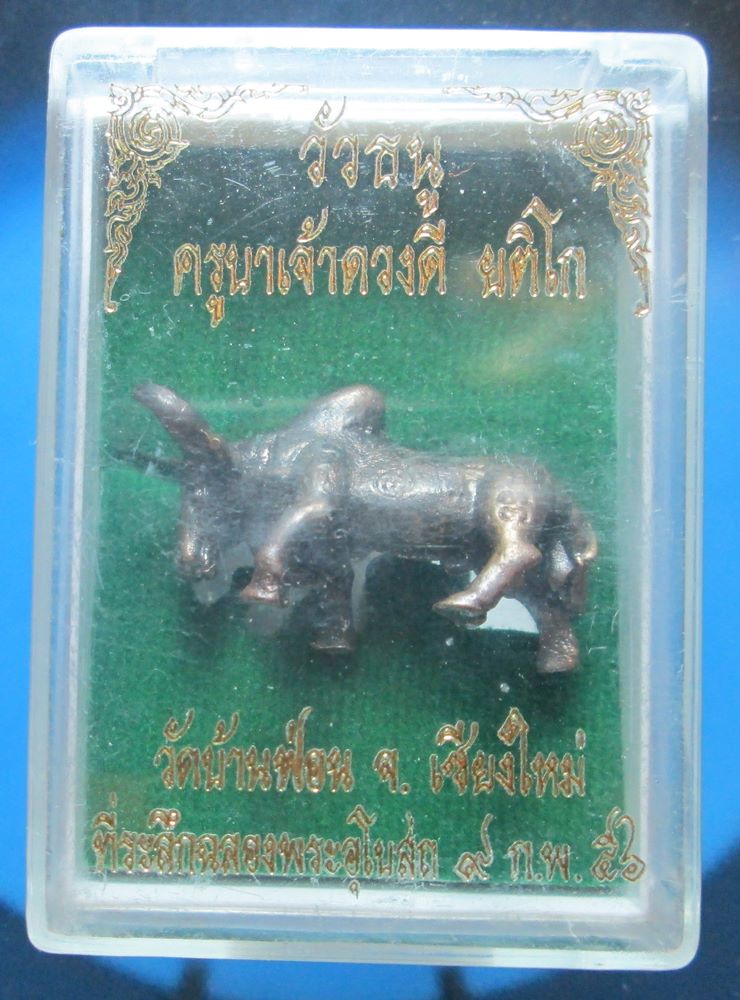 วัวธนู
ครูบาเจ้าดวงดี ยติโก
วัดบ้านฟ่อน จ. เชียงใหม่
ที่ระลึกฉลองพระอุโบสถ ๙ ก.พ. ๕๖